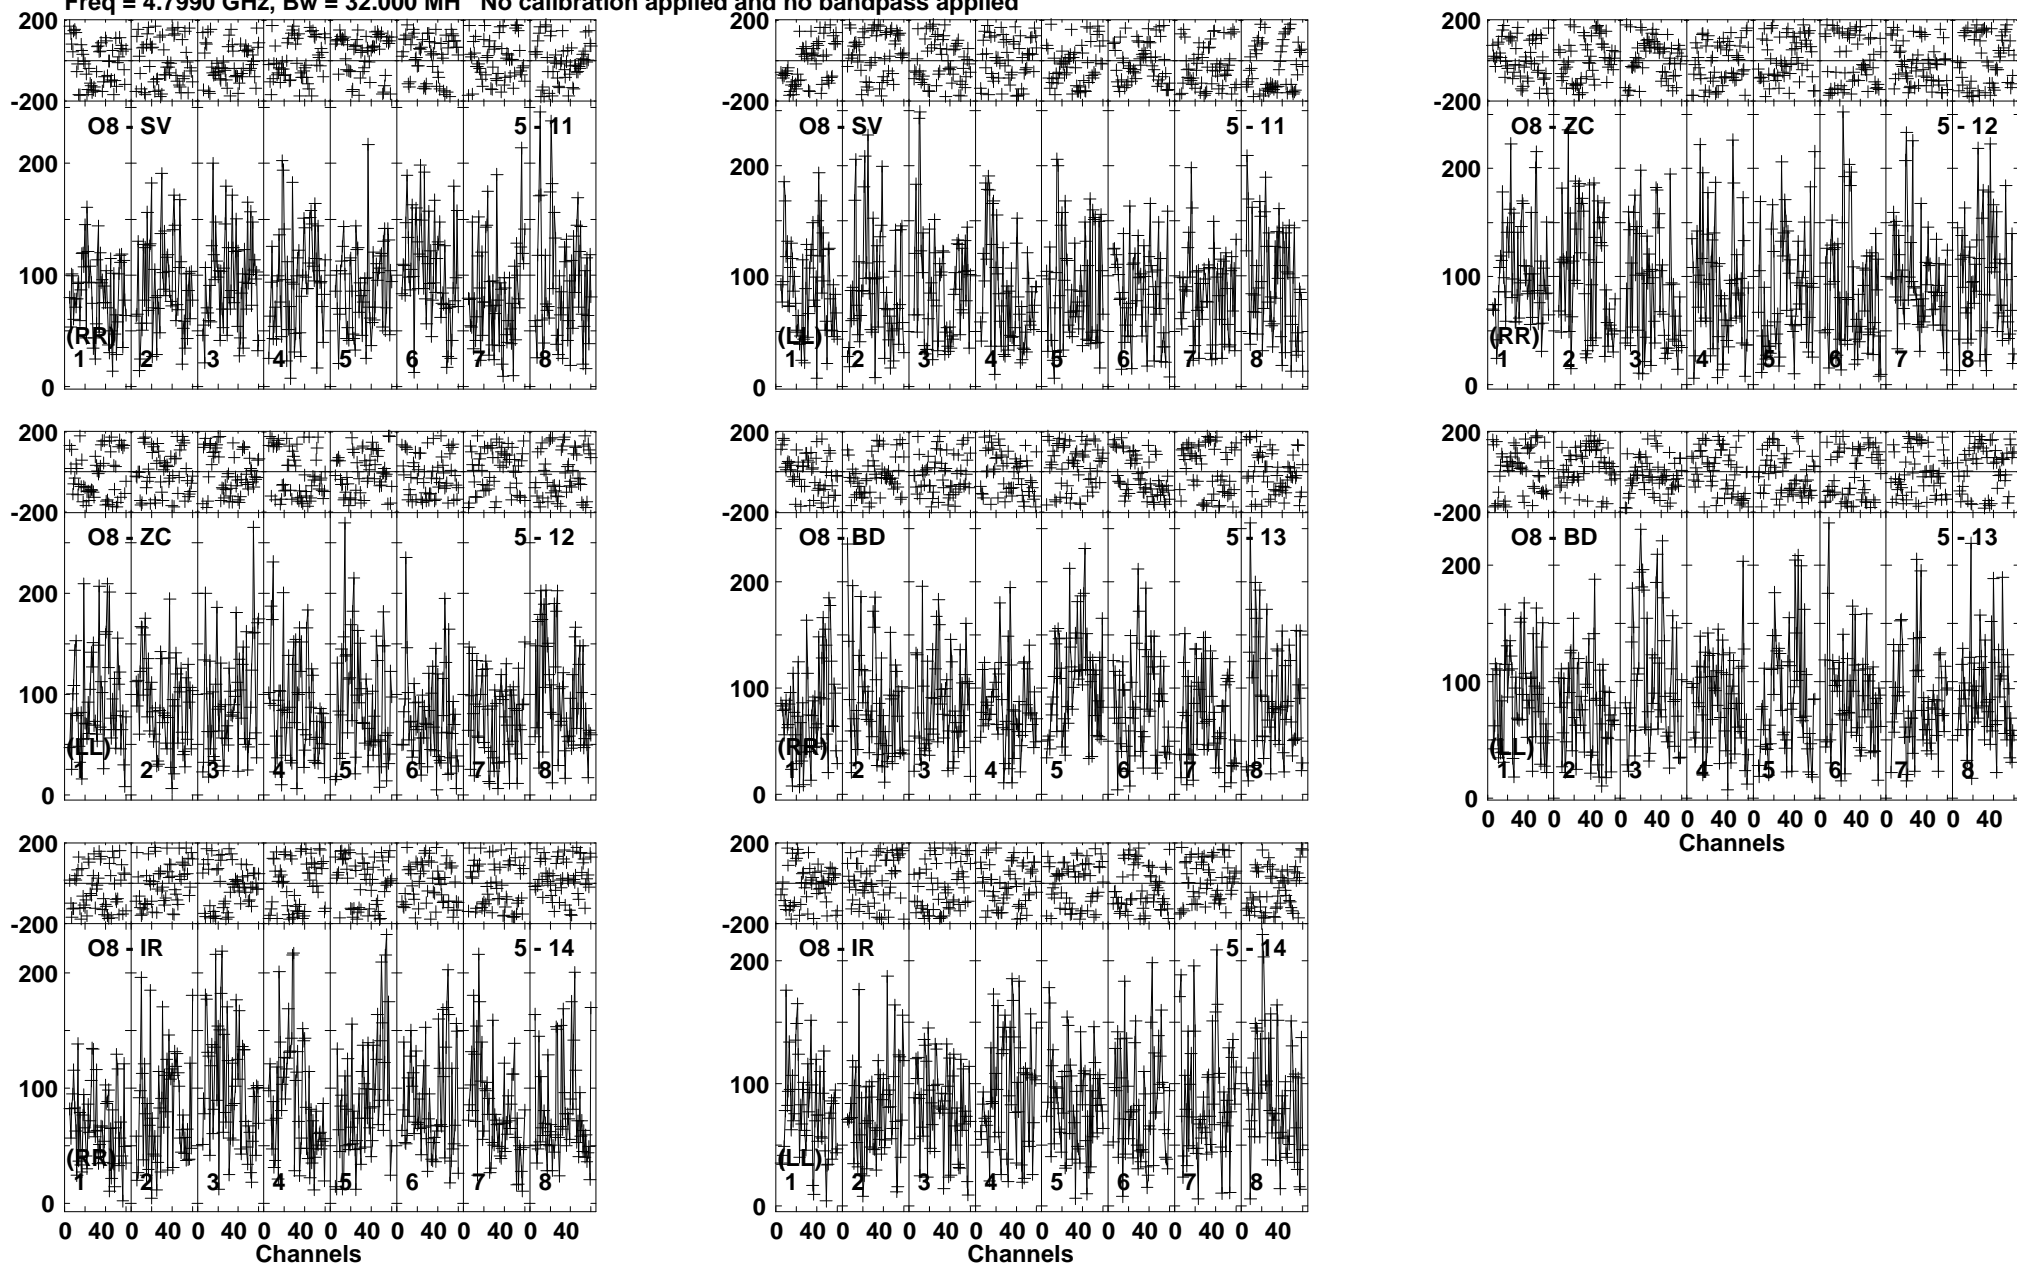 Freq = 4.7990 GHz, Bw = 32.000 MH No calibration applied and no bandpass applied
200 200 200
-200 -200 -200
O8 - SV 5 - 11 O8 - SV 5 - 11 O8 - ZC 5 - 12
200 200 200
100 100 100
(RR) (LL) (RR)
1 2 3 4 5 6 7 8 1 2 3 4 5 6 7 8 1 2 3 4 5 6 7 8
0 0 0
200 200 200
-200 -200 -200
O8 - ZC 5 - 12 O8 - BD 5 - 13 O8 - BD 5 - 13
200 200 200
100 100 100
(LL) (RR) (LL)
1 2 3 4 5 6 7 8 1 2 3 4 5 6 7 8 1 2 3 4 5 6 7 8
0 0 0
0 40 0 40 0 40 0 40 0 40 0 40 0 40 0 40
Channels
200 200
-200 -200
O8 - IR 5 - 14 O8 - IR 5 - 14
200 200
100 100
(RR) (LL)
1 2 3 4 5 6 7 8 1 2 3 4 5 6 7 8
0 0
0 40 0 40 0 40 0 40 0 40 0 40 0 40 0 40 0 40 0 40 0 40 0 40 0 40 0 40 0 40 0 40
Channels Channels